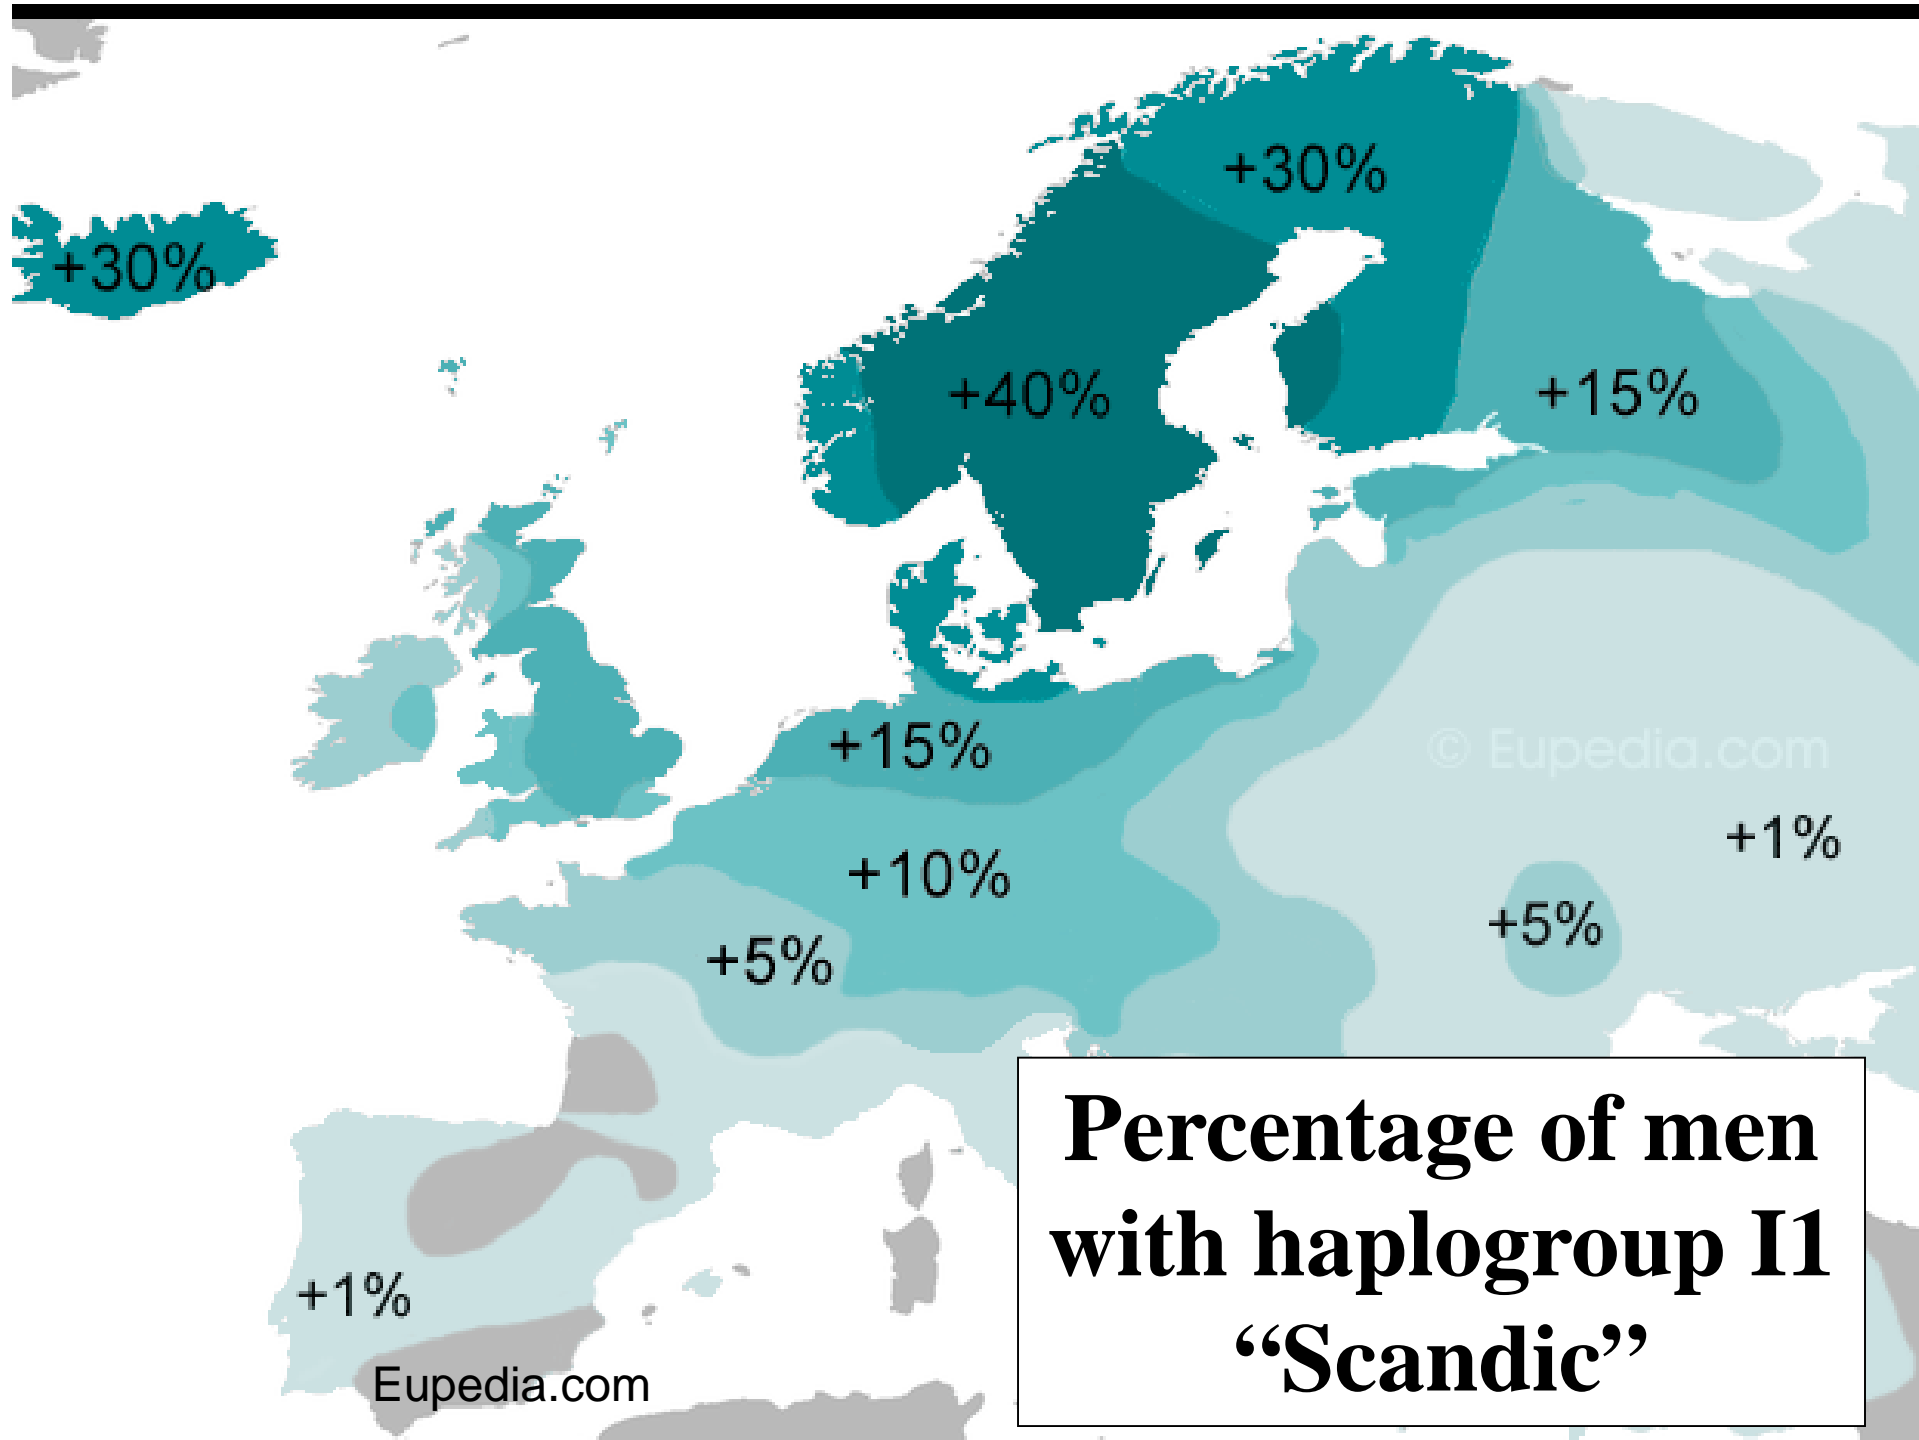 +30%
+30%
+40%
+15%
+15%
© Eupedia.com
+1%
+10%
+5%
+5%
+1%
Eupedia.com
Percentage of men
with haplogroup I1
“Scandic”